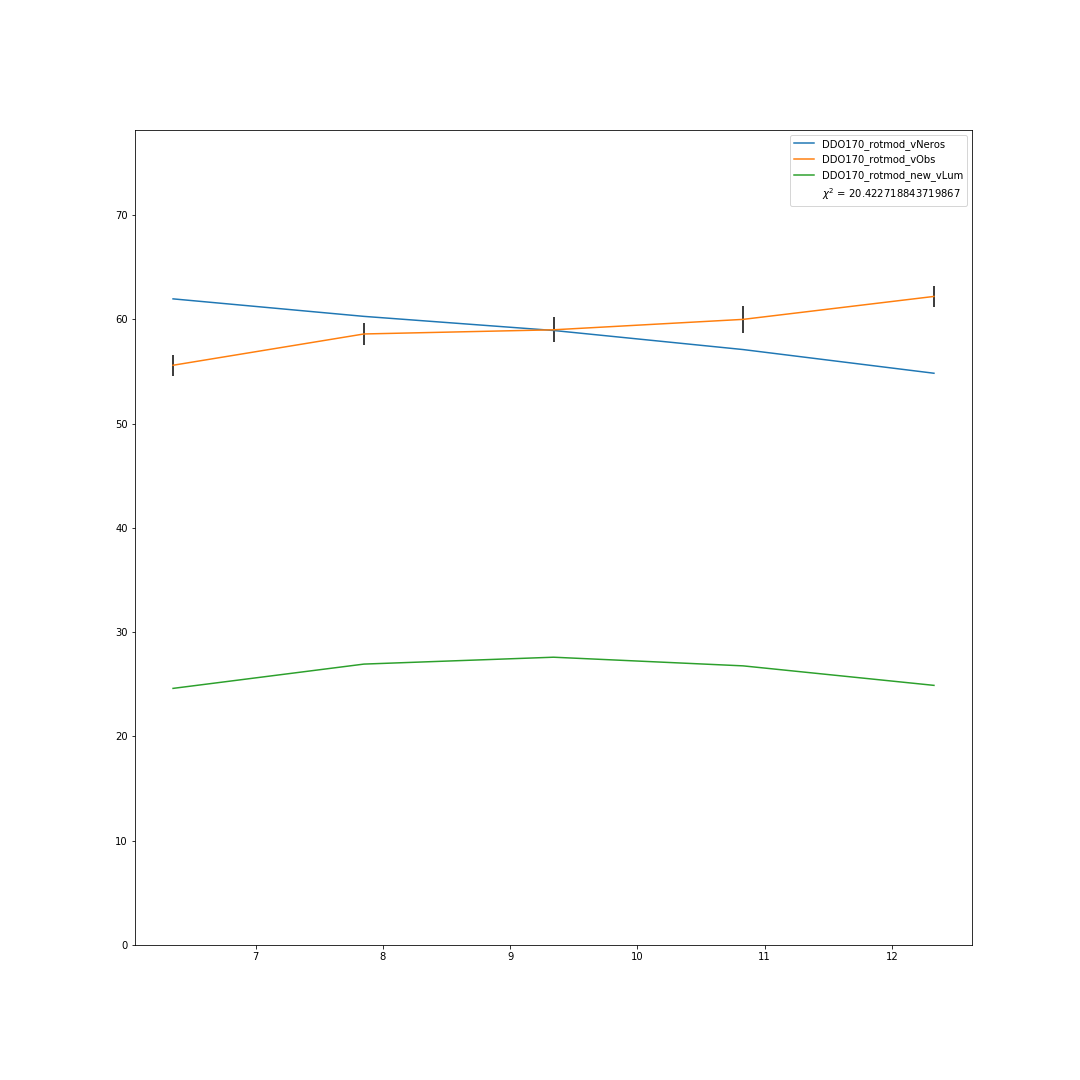 DDO170_rotmod_vNeros
DDO170_rotmod_vObs
DDO170_rotmod_new_vLum
χ² = 20.422718843719867
70
60
50
40
30
20
10
0
7 8 9 10 11 12